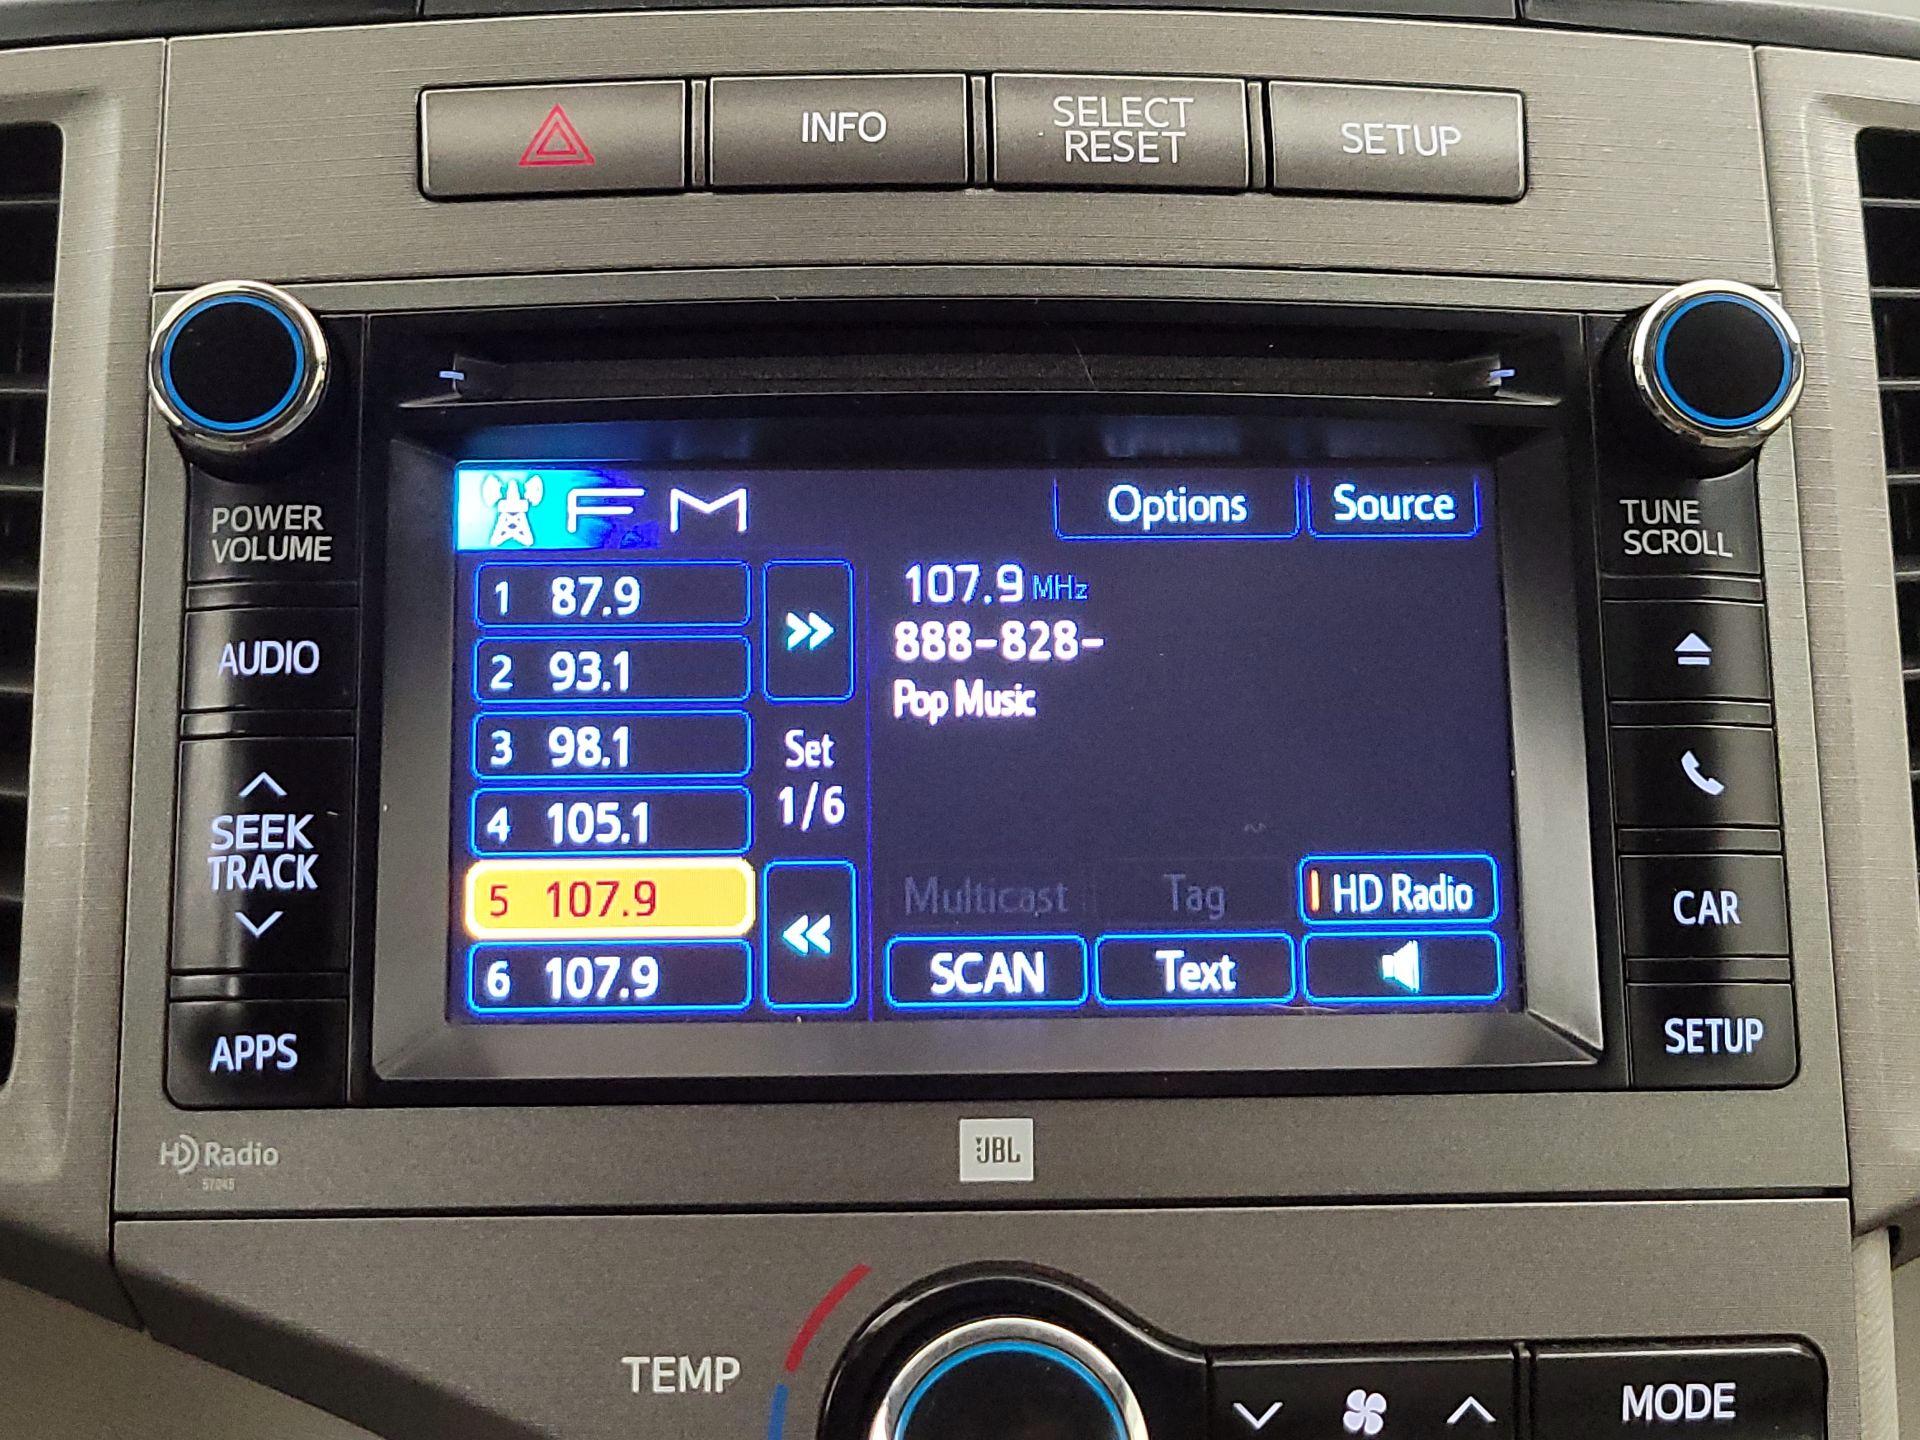 INFO
SELECT
RESET
SETUP
POWER
VOLUME
AUDIO
SEEK
TRACK
APPS
FM
Options
Source
1 87.9
2 93.1
3 98.1
4 105.1
5 107.9
6 107.9
Set
1/6
107.9 MHz
888-828-
Pop Music
Multicast
Tag
HD Radio
SCAN
Text
TUNE
SCROLL
CAR
SETUP
HD Radio
JBL
TEMP
MODE